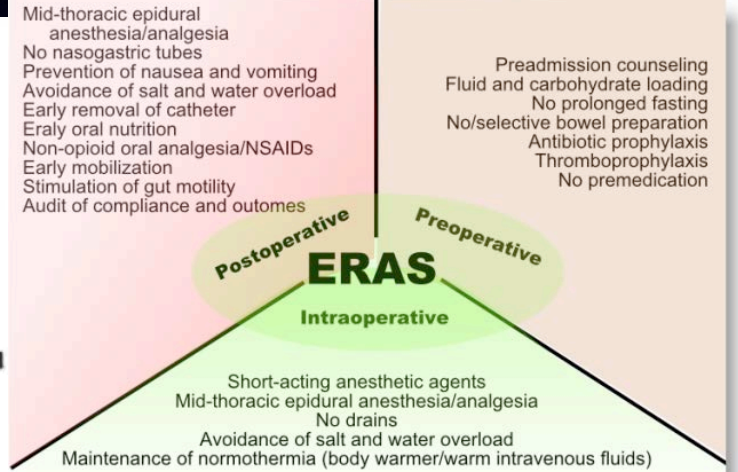 Mid-thoracic epidural
anesthesia/analgesia
No nasogastric tubes
Prevention of nausea and vomiting
Avoidance of salt and water overload
Early removal of catheter
Eraly oral nutrition
Non-opioid oral analgesia/NSAIDs
Early mobilization
Stimulation of gut motility
Audit of compliance and outomes
Preadmission counseling
Fluid and carbohydrate loading
No prolonged fasting
No/selective bowel preparation
Antibiotic prophylaxis
Thromboprophylaxis
No premedication
Postoperative
Preoperative
ERAS
Intraoperative
Short-acting anesthetic agents
Mid-thoracic epidural anesthesia/analgesia
No drains
Avoidance of salt and water overload
Maintenance of normothermia (body warmer/warm intravenous fluids)